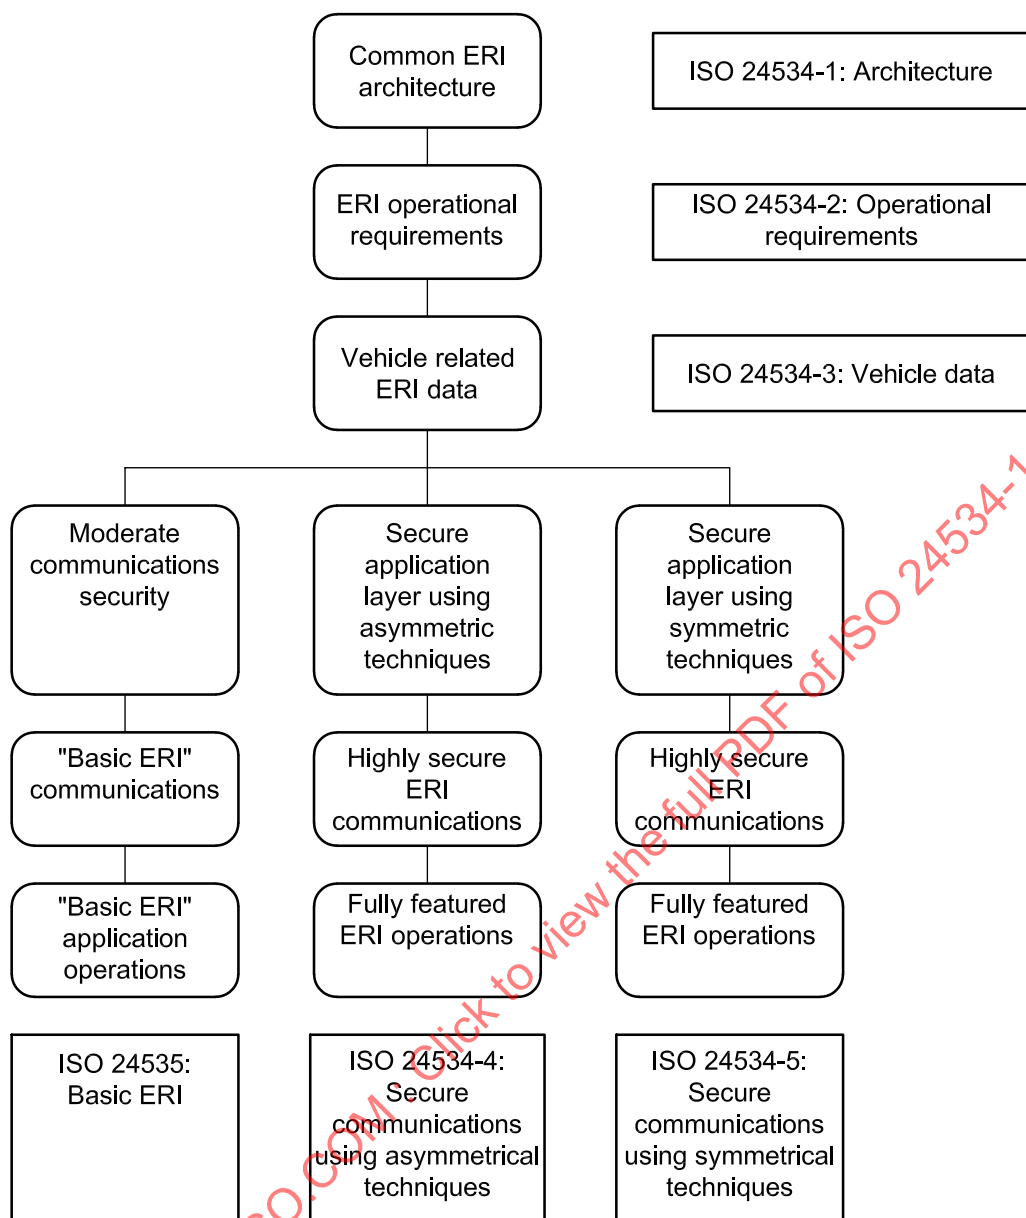 Common ERI
architecture
ISO 24534-1: Architecture
ERI operational
requirements
ISO 24534-2: Operational
requirements
Vehicle related
ERI data
ISO 24534-3: Vehicle data
Moderate
communications
security
Secure
application
layer using
asymmetric
techniques
Secure
application
layer using
symmetric
techniques
"Basic ERI"
communications
Highly secure
ERI
communications
Highly secure
ERI
communications
"Basic ERI"
application
operations
Fully featured
ERI operations
Fully featured
ERI operations
ISO 24535:
Basic ERI
ISO 24534-4:
Secure
communications
using asymmetrical
techniques
ISO 24534-5:
Secure
communications
using symmetrical
techniques
ISO.COM : Click to view the full PDF of ISO 24534-1